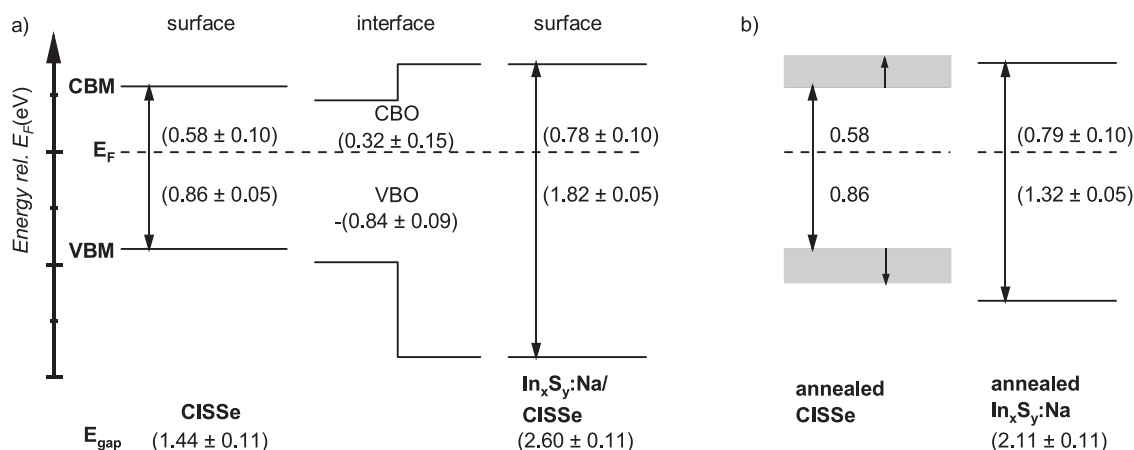 a)
surface
interface
surface
b)
Energy rel. E_F(eV)
CBM
E_F
VBM
(0.58 ± 0.10)
(0.86 ± 0.05)
CBO
(0.32 ± 0.15)
VBO
-(0.84 ± 0.09)
(0.78 ± 0.10)
(1.82 ± 0.05)
0.58
0.86
(0.79 ± 0.10)
(1.32 ± 0.05)
CISSe
In_xS_y:Na/
CISSe
annealed
CISSe
annealed
In_xS_y:Na
E_gap
(1.44 ± 0.11)
(2.60 ± 0.11)
(2.11 ± 0.11)